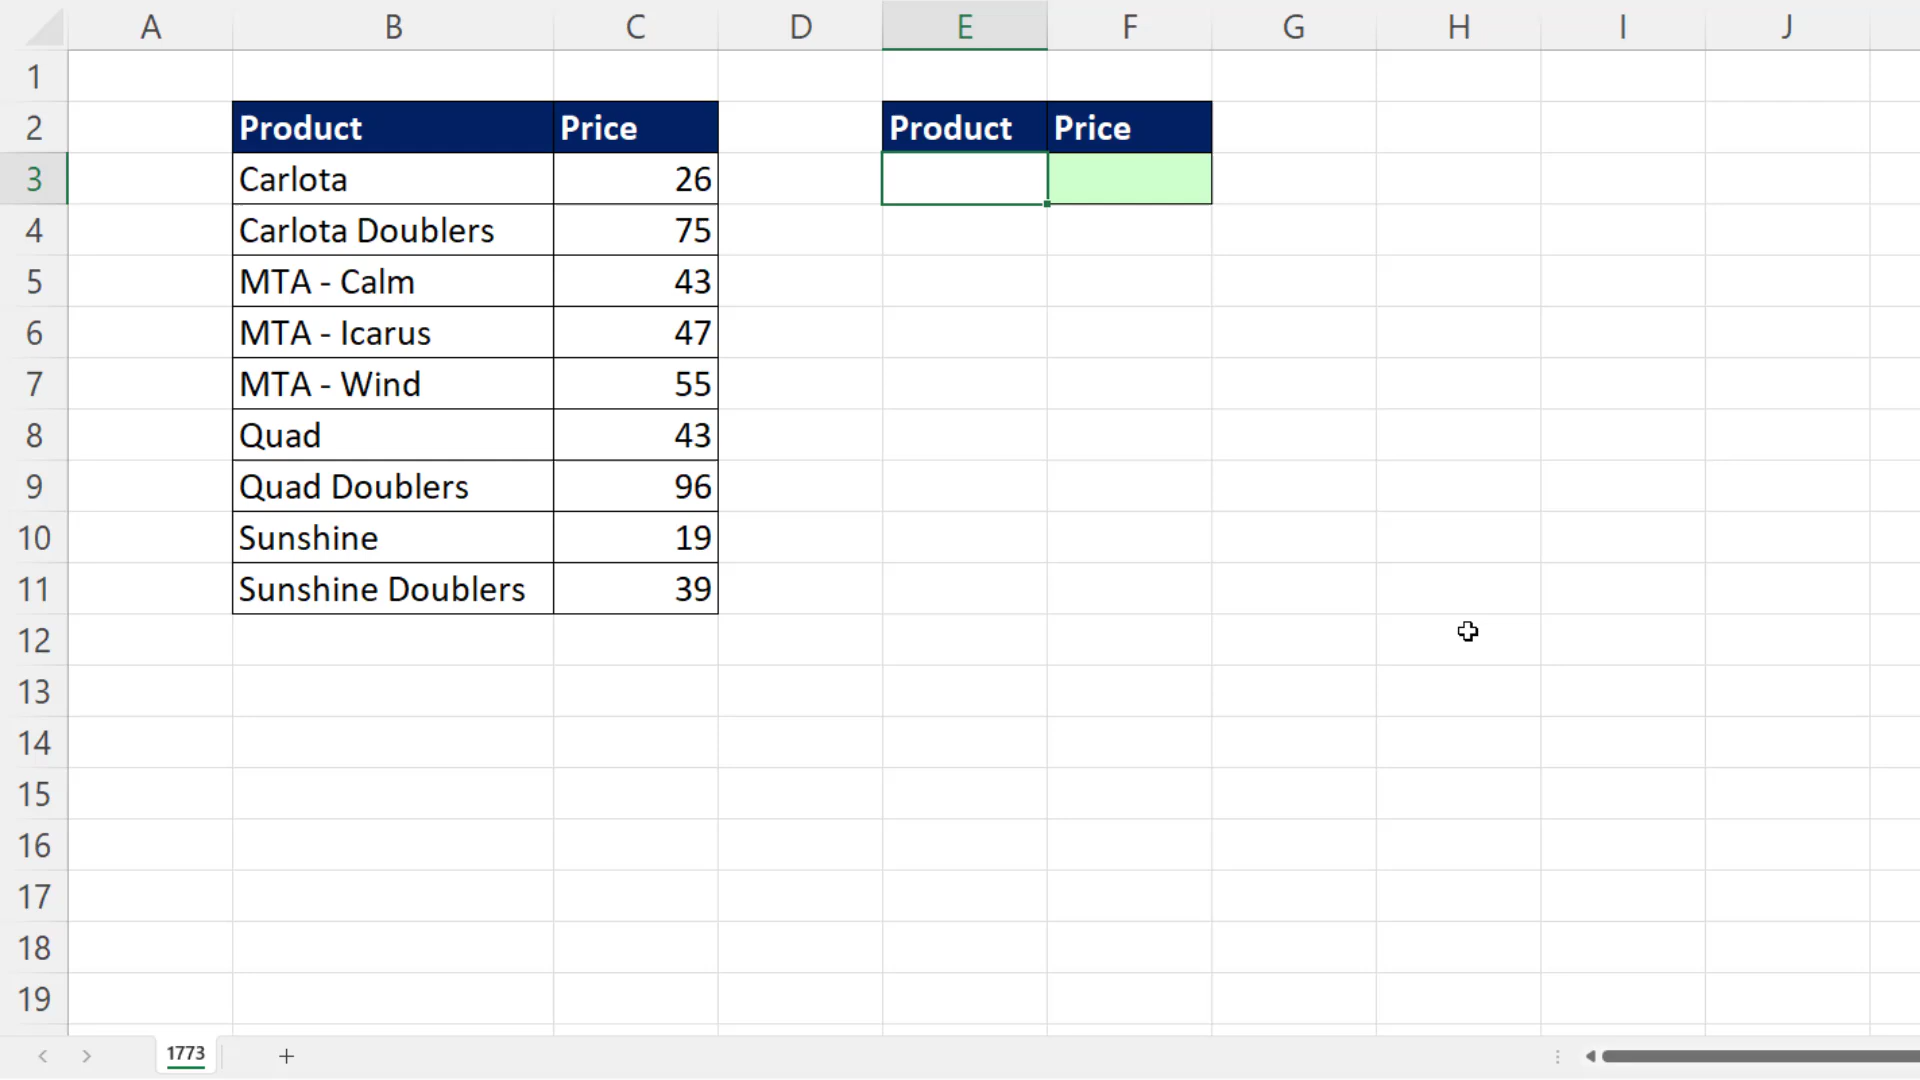 A B C D E F G H I J
1
2 Product Price Product Price
3 Carlota 26
4 Carlota Doublers 75
5 MTA - Calm 43
6 MTA - Icarus 47
7 MTA - Wind 55
8 Quad 43
9 Quad Doublers 96
10 Sunshine 19
11 Sunshine Doublers 39
12
13
14
15
16
17
18
19
1773